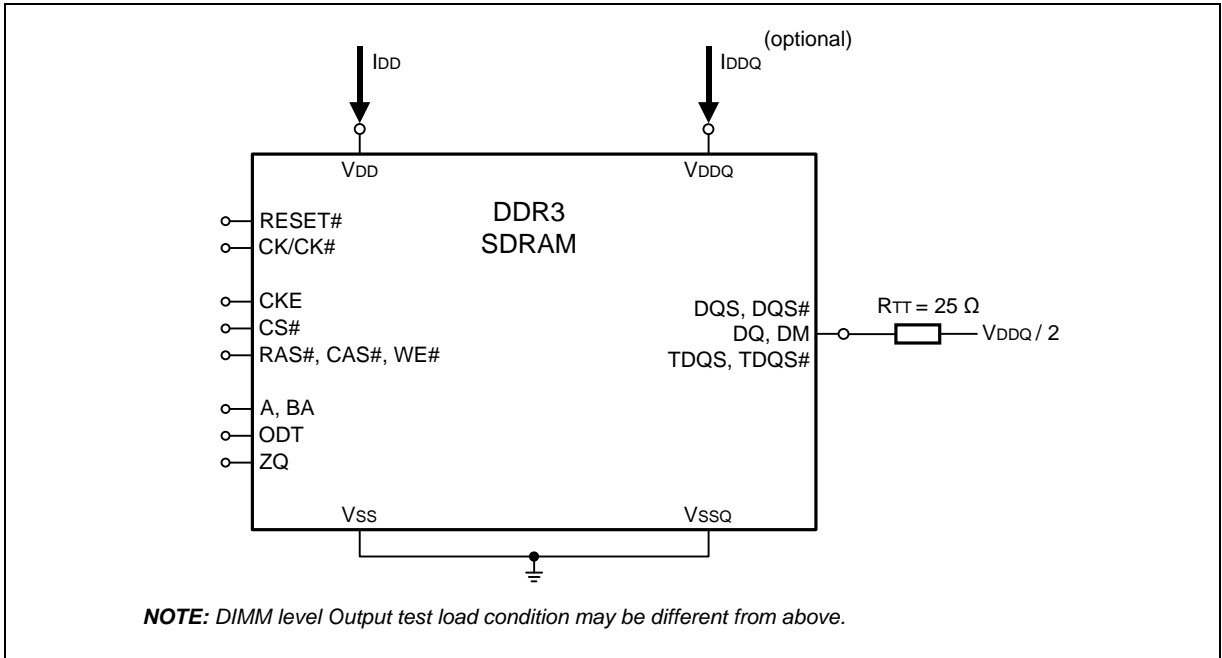 (optional)
IDD
IDDQ
VDD
VDDQ
DDR3
SDRAM
RESET#
CK/CK#
CKE
CS#
RAS#, CAS#, WE#
A, BA
ODT
ZQ
DQS, DQS#
DQ, DM
TDQS, TDQS#
RTT = 25 Ω
VDDQ / 2
VSS
VSSQ
NOTE: DIMM level Output test load condition may be different from above.